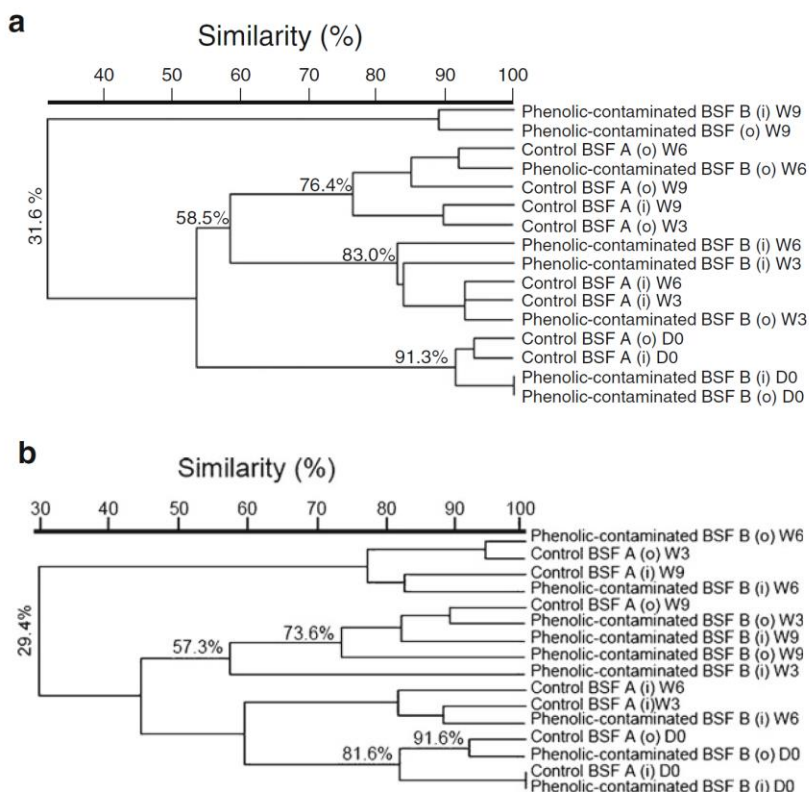 a
Similarity (%)
40 50 60 70 80 90 100
Phenolic-contaminated BSF B (i) W9
Phenolic-contaminated BSF (o) W9
Control BSF A (o) W6
Phenolic-contaminated BSF B (o) W6
76.4%
Control BSF A (o) W9
31.6 %
Control BSF A (i) W9
58.5%
Control BSF A (o) W3
Phenolic-contaminated BSF B (i) W6
83.0%
Phenolic-contaminated BSF B (i) W3
Control BSF A (i) W6
Control BSF A (i) W3
Phenolic-contaminated BSF B (o) W3
Control BSF A (o) D0
91.3%
Control BSF A (i) D0
Phenolic-contaminated BSF B (i) D0
Phenolic-contaminated BSF B (o) D0
b
Similarity (%)
30 40 50 60 70 80 90 100
Phenolic-contaminated BSF B (o) W6
Control BSF A (o) W3
Control BSF A (i) W9
Phenolic-contaminated BSF B (i) W6
Control BSF A (o) W9
29.4%
Phenolic-contaminated BSF B (o) W3
73.6%
Phenolic-contaminated BSF B (i) W9
57.3%
Phenolic-contaminated BSF B (o) W9
Phenolic-contaminated BSF B (i) W3
Control BSF A (i) W6
Control BSF A (i)W3
Phenolic-contaminated BSF B (i) W6
91.6%
Control BSF A (o) D0
81.6%
Phenolic-contaminated BSF B (o) D0
Control BSF A (i) D0
Phenolic-contaminated BSF B (i) D0